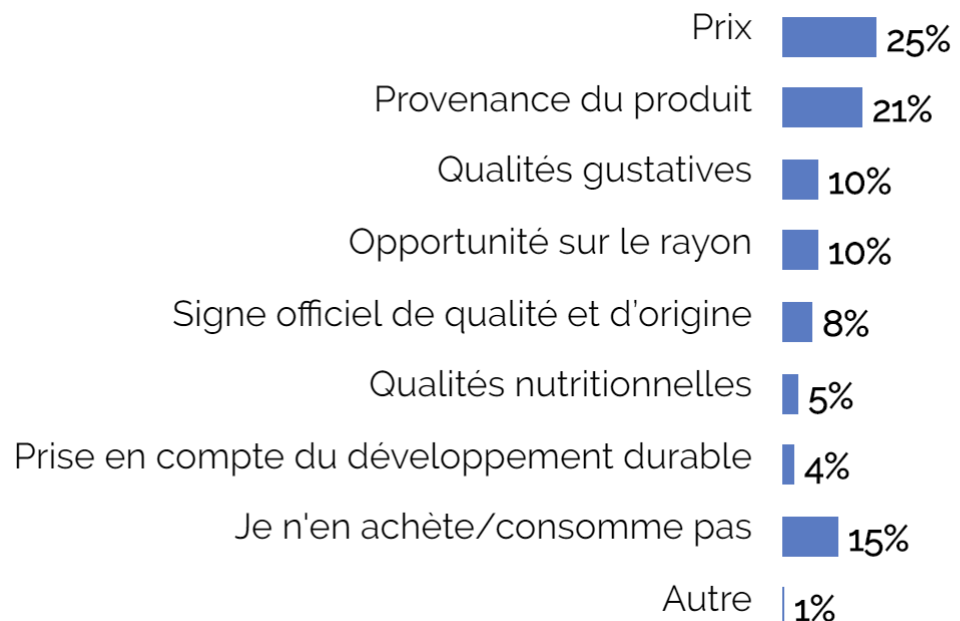 Prix 25%
Provenance du produit 21%
Qualités gustatives 10%
Opportunité sur le rayon 10%
Signe officiel de qualité et d’origine 8%
Qualités nutritionnelles 5%
Prise en compte du développement durable 4%
Je n'en achète/consomme pas 15%
Autre 1%